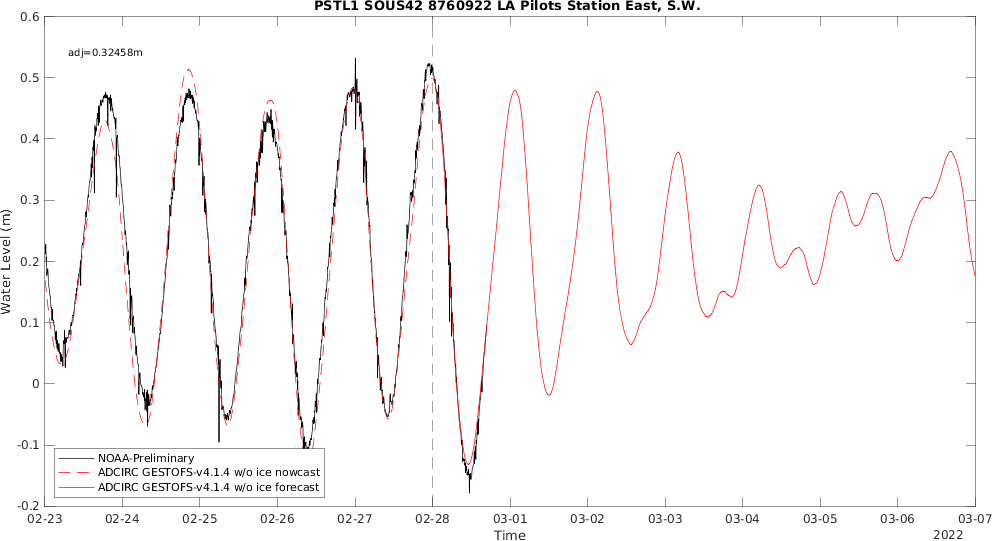 PSTL1 SOUS42 8760922 LA Pilots Station East, S.W.
0.6
adj=0.32458m
0.5
0.4
0.3
0.2
0.1
0
-0.1
-0.2
Water Level (m)
NOAA-Preliminary
ADCIRC GESTOFS-v4.1.4 w/o ice nowcast
ADCIRC GESTOFS-v4.1.4 w/o ice forecast
02-23 02-24 02-25 02-26 02-27 02-28 03-01 03-02 03-03 03-04 03-05 03-06 03-07
Time
2022